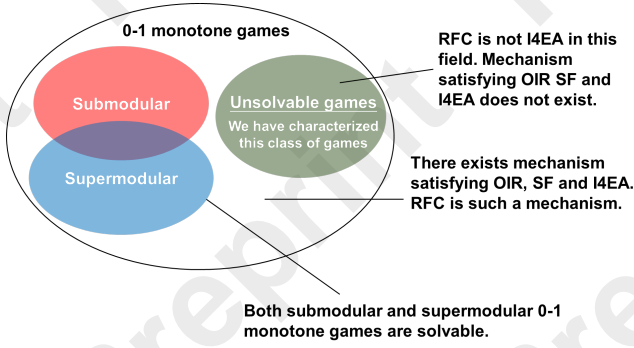 0-1 monotone games
RFC is not I4EA in this
field. Mechanism
satisfying OIR SF and
I4EA does not exist.
Submodular
Unsolvable games
We have characterized
this class of games
Supermodular
There exists mechanism
satisfying OIR, SF and I4EA.
RFC is such a mechanism.
Both submodular and supermodular 0-1
monotone games are solvable.
preprint